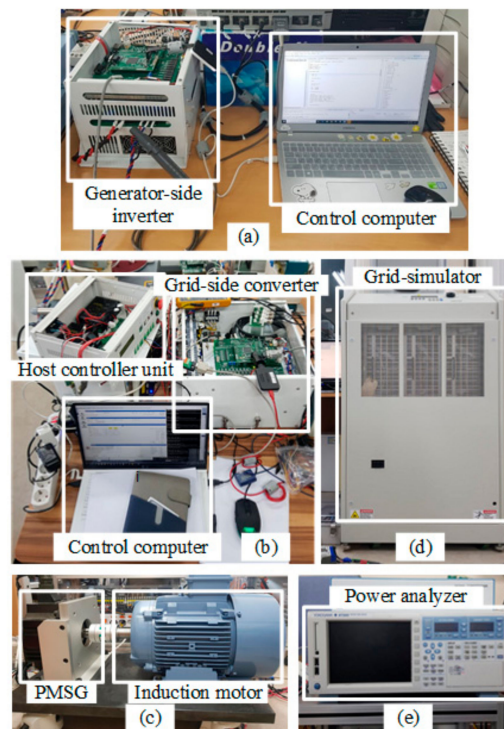 Double
Generator-side
inverter
Control computer
(a)
Grid-side converter
Host controller unit
Control computer
(b)
Grid-simulator
(d)
PMSG
Induction motor
(c)
Power analyzer
(e)